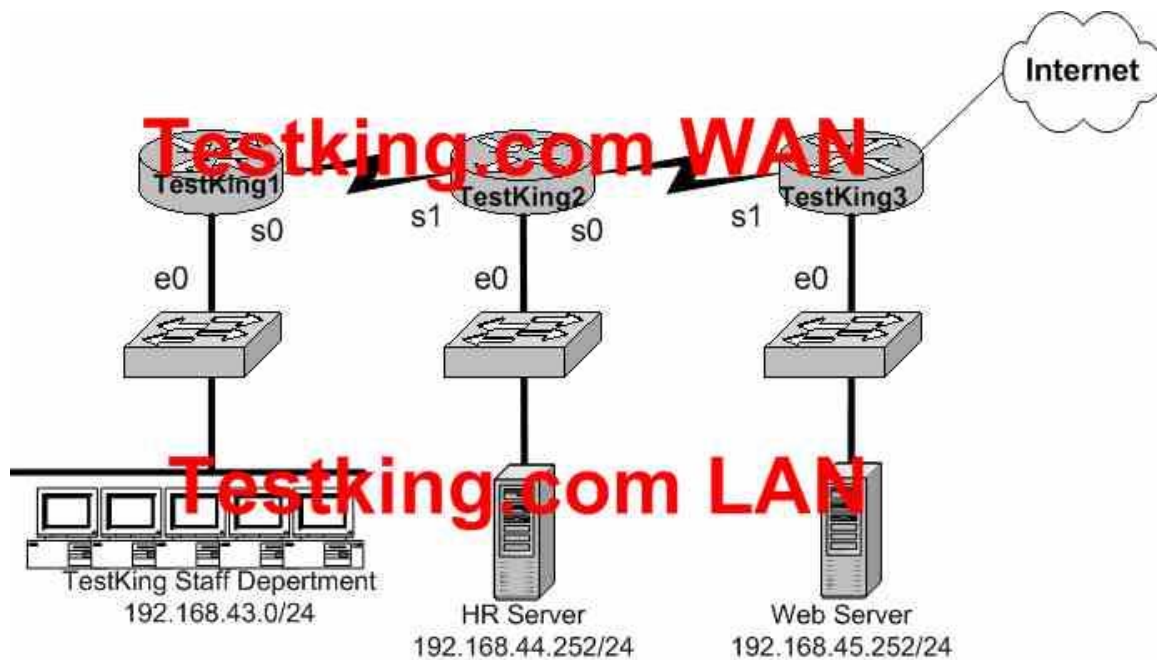 Internet
Testking.com WAN
TestKing1
TestKing2
TestKing3
s0
s1
s0
s1
e0
e0
e0
Testking.com LAN
TestKing Staff Depertment
192.168.43.0/24
HR Server
192.168.44.252/24
Web Server
192.168.45.252/24